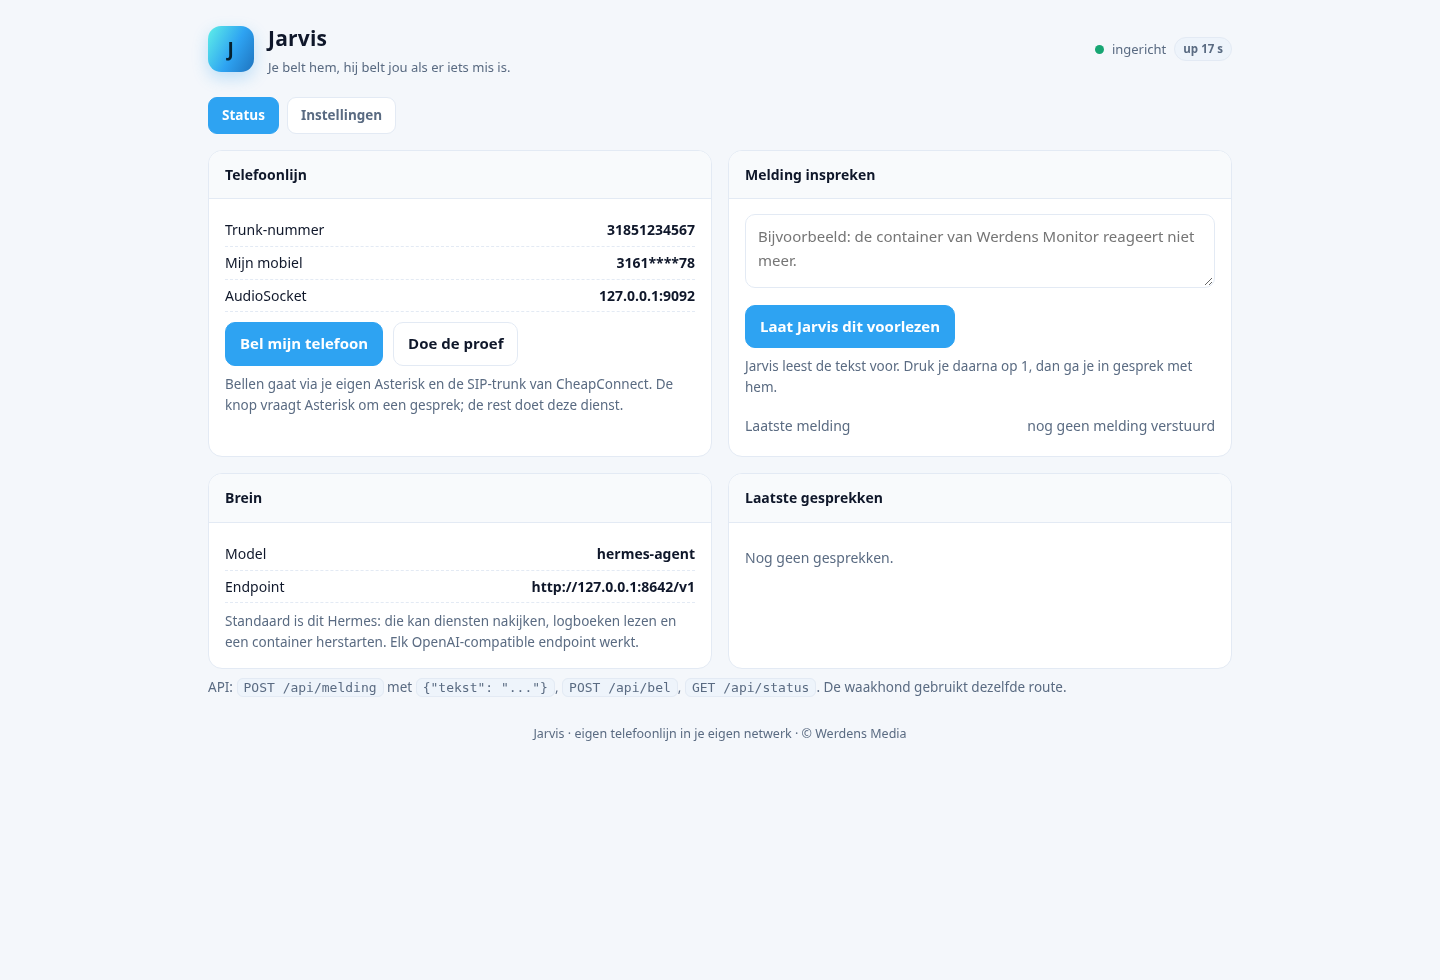 J
Jarvis
Je belt hem, hij belt jou als er iets mis is.
ingericht
up 17 s
Status
Instellingen
Telefoonlijn
Trunk-nummer 31851234567
Mijn mobiel 3161****78
AudioSocket 127.0.0.1:9092
Bel mijn telefoon
Doe de proef
Bellen gaat via je eigen Asterisk en de SIP-trunk van CheapConnect. De
knop vraagt Asterisk om een gesprek; de rest doet deze dienst.
Melding inspreken
Bijvoorbeeld: de container van Werdens Monitor reageert niet
meer.
Laat Jarvis dit voorlezen
Jarvis leest de tekst voor. Druk je daarna op 1, dan ga je in gesprek met
hem.
Laatste melding nog geen melding verstuurd
Brein
Model hermes-agent
Endpoint http://127.0.0.1:8642/v1
Standaard is dit Hermes: die kan diensten nakijken, logboeken lezen en
een container herstarten. Elk OpenAI-compatible endpoint werkt.
Laatste gesprekken
Nog geen gesprekken.
API: POST /api/melding met {"tekst": "..."}, POST /api/bel, GET /api/status. De waakhond gebruikt dezelfde route.
Jarvis · eigen telefoonlijn in je eigen netwerk · © Werdens Media